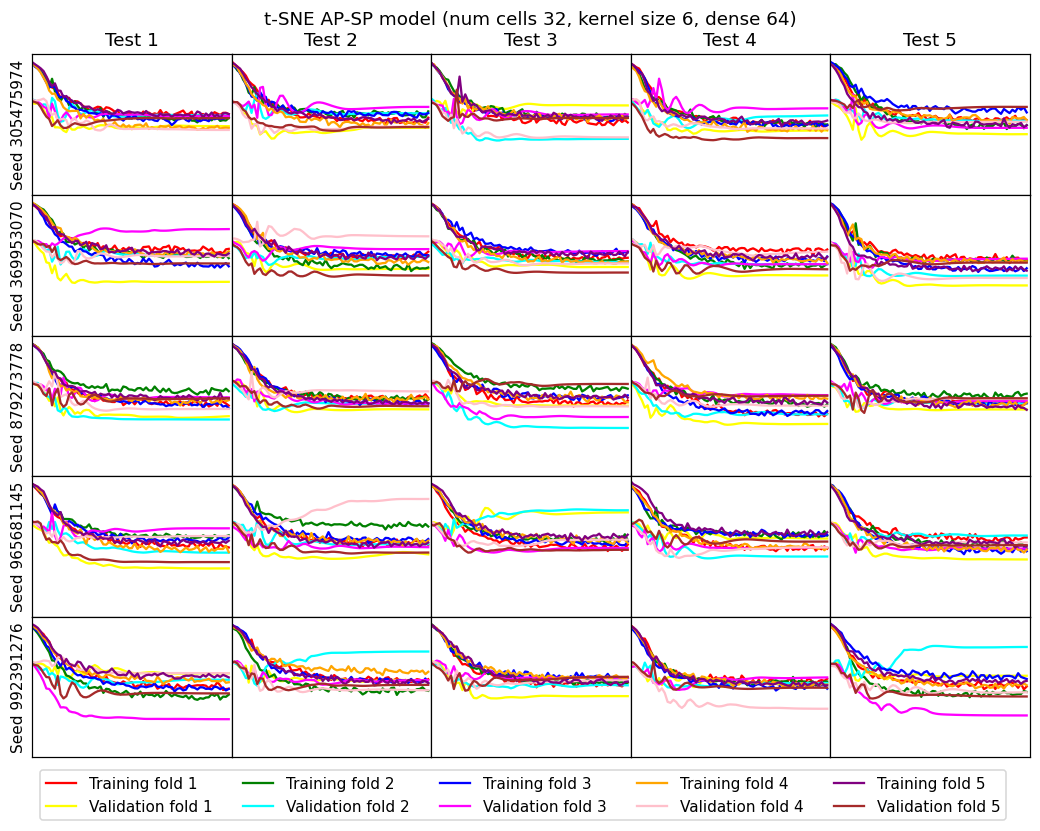 t-SNE AP-SP model (num cells 32, kernel size 6, dense 64)
Test 1 Test 2 Test 3 Test 4 Test 5
Seed 305475974
Seed 3699953070
Seed 8779273778
Seed 9656681145
Seed 992391276
Training fold 1 Training fold 2 Training fold 3 Training fold 4 Training fold 5
Validation fold 1 Validation fold 2 Validation fold 3 Validation fold 4 Validation fold 5